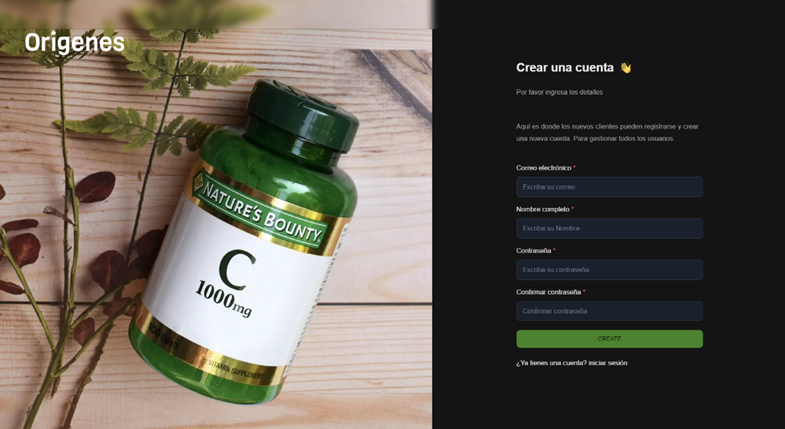 Origenes
NATURE'S BOUNTY
C
1000mg
VITAMIN SUPPLEMENT
Crear una cuenta 👋
Por favor ingresa los detalles
Aquí es donde los nuevos clientes pueden registrarse y crear
una nueva cuenta. Para gestionar todos los usuarios.
Correo electrónico *
Escriba su correo
Nombre completo *
Escriba su Nombre
Contraseña *
Escriba su contraseña
Confirmar contraseña *
Confirmar contraseña
CREATE
¿Ya tienes una cuenta? iniciar sesión